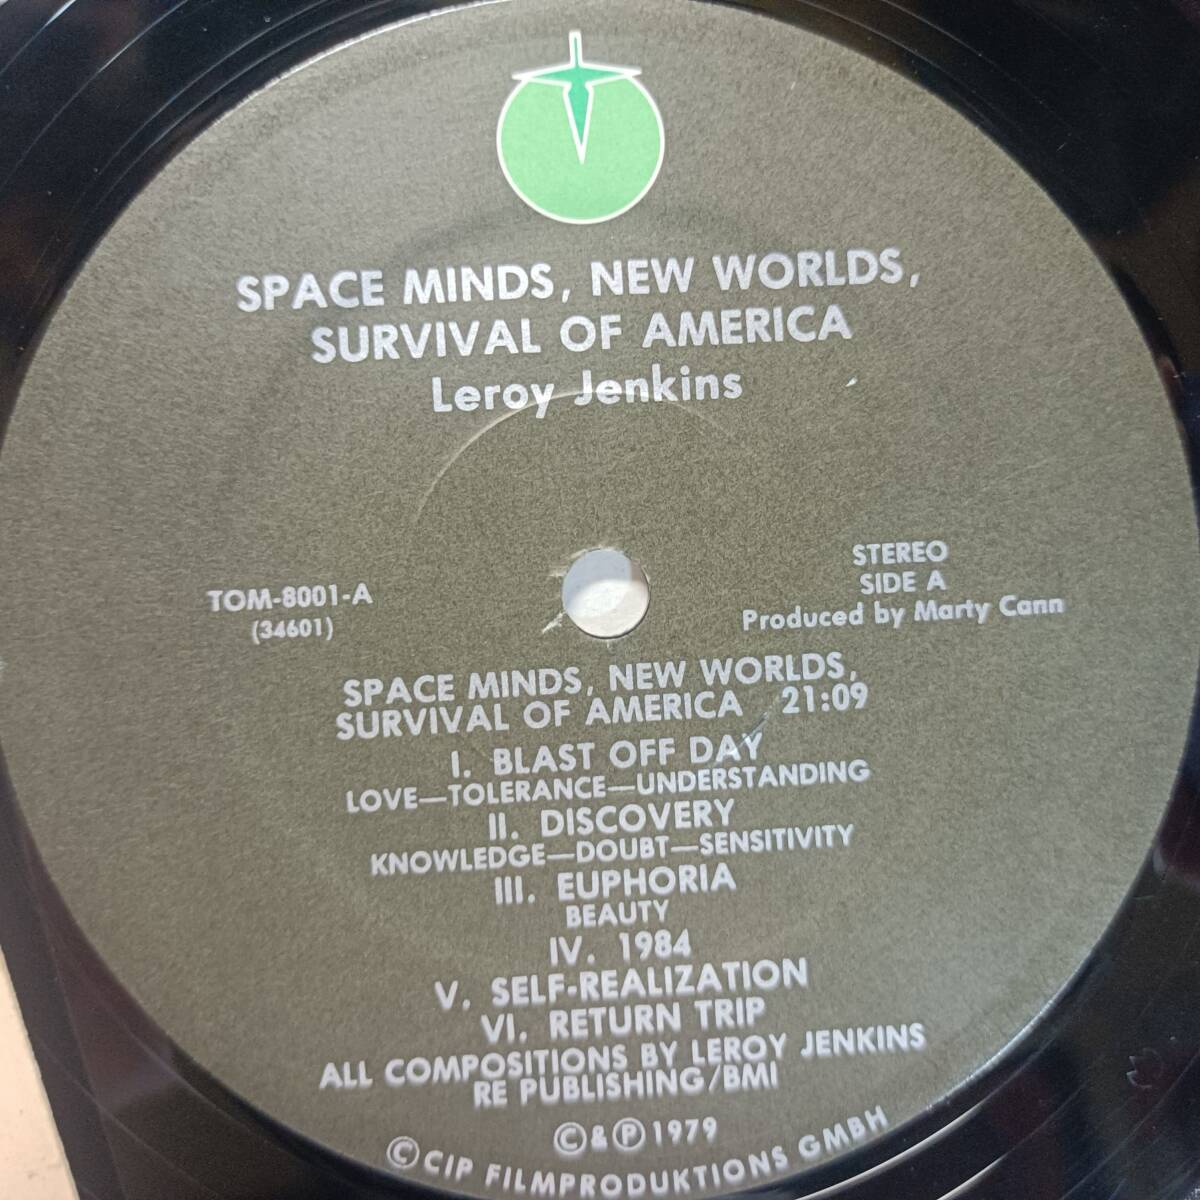 SPACE MINDS, NEW WORLDS,
SURVIVAL OF AMERICA
Leroy Jenkins
TOM-8001-A
(34601)
STEREO
SIDE A
Produced by Marty Cann
SPACE MINDS, NEW WORLDS,
SURVIVAL OF AMERICA 21:09
I. BLAST OFF DAY
LOVE—TOLERANCE—UNDERSTANDING
II. DISCOVERY
KNOWLEDGE—DOUBT—SENSITIVITY
III. EUPHORIA
BEAUTY
IV. 1984
V. SELF-REALIZATION
VI. RETURN TRIP
ALL COMPOSITIONS BY LEROY JENKINS
RE PUBLISHING/BMI
©&℗1979
©CIP FILMPRODUKTIONS GMBH